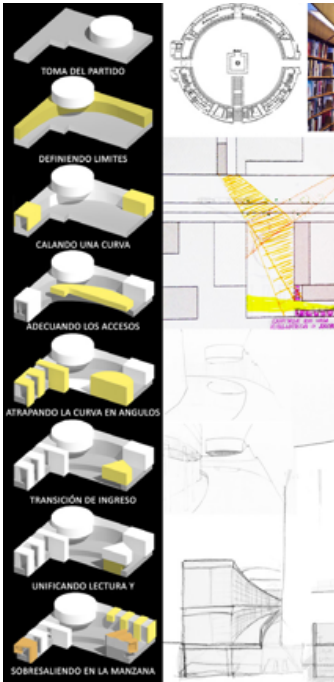 TOMA DEL PARTIDO
DEFINIENDO LIMITES
CALANDO UNA CURVA
ADECUANDO LOS ACCESOS
ATRAPANDO LA CURVA EN ANGULOS
TRANSICIÓN DE INGRESO
UNIFICANDO LECTURA Y
SOBRESALIENDO EN LA MANZANA